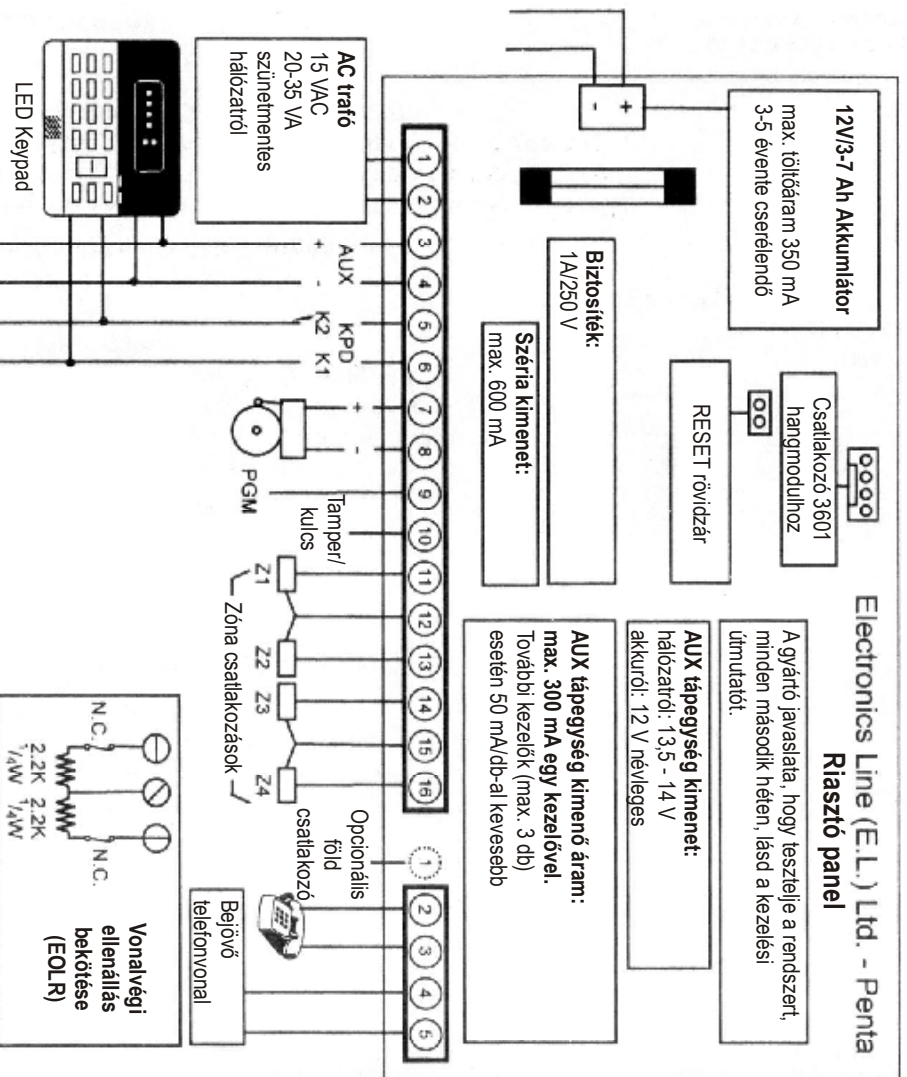 Electronics Line (E.L.) Ltd. - Penta
Riasztó panel
12V/3-7 Ah Akkumlátor
max. töltőáram 350 mA
3-5 évente cserélendő
+
-
Csatlakozó 3601
hangmodulhoz
RESET rövidzár
A gyártó javaslata, hogy tesztelje a rendszert,
minden második héten, lásd a kezelési
útmutatót.
Biztosíték:
1A/250 V
AUX tápegység kimenet:
hálózatról: 13,5 - 14 V
akkuról: 12 V névleges
Széria kimenet:
max. 600 mA
AUX tápegység kimenő áram:
max. 300 mA egy kezelővel.
További kezelők (max. 3 db)
esetén 50 mA/db-al kevesebb
AC trafó
15 VAC
20-35 VA
szünetmentes
hálózatról
1 2 3 4 5 6 7 8 9 10 11 12 13 14 15 16
1 2 3 4 5
+ -
AUX
K2 K1
KPD
+ -
PGM
Tamper/
kulcs
Z1 Z2 Z3 Z4
Zóna csatlakozások
Opcionális
föld
csatlakozó
Bejövő
telefonvonal
LED Keypad
N.C. N.C.
2.2K 2.2K
1/4W 1/4W
Vonalvégi
ellenállás
bekötése
(EOLR)